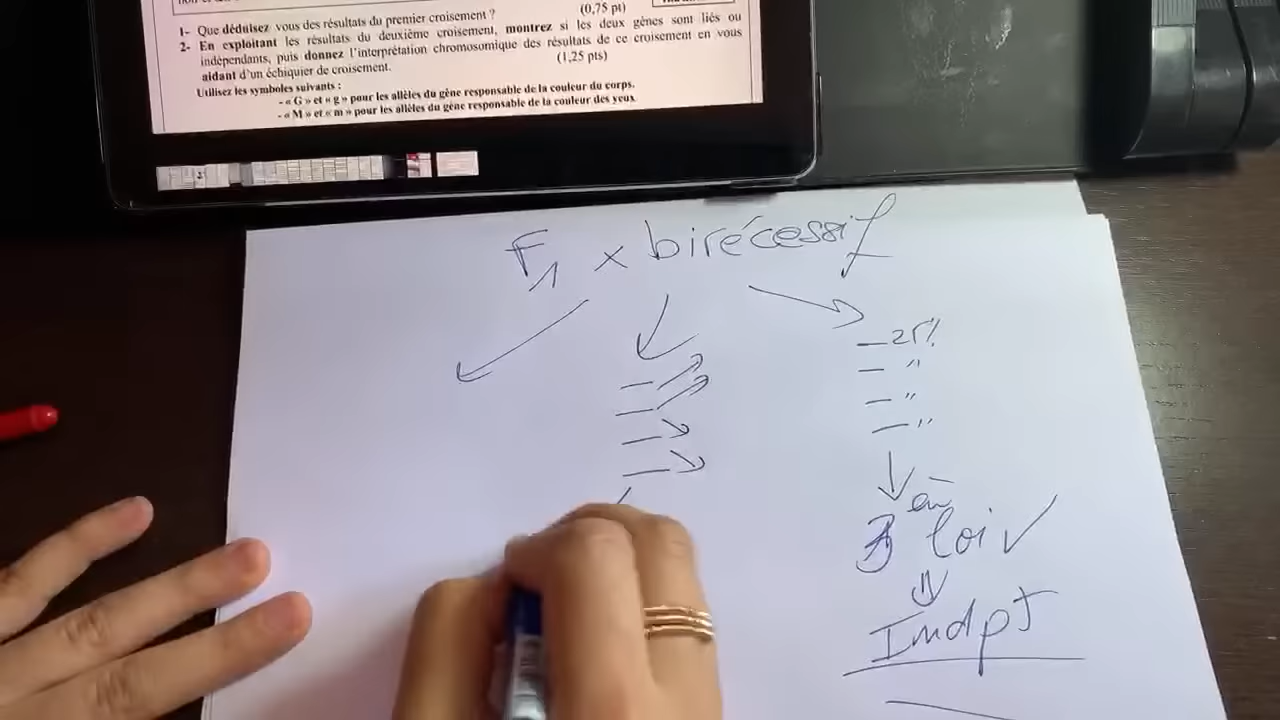 1- Que déduisez vous des résultats du premier croisement ? (0,75 pt)
2- En exploitant les résultats du deuxième croisement, montrez si les deux gènes sont liés ou
indépendants, puis donnez l'interprétation chromosomique des résultats de ce croisement en vous
aidant d'un échiquier de croisement. (1,25 pts)
Utilisez les symboles suivants :
- « G » et « g » pour les allèles du gène responsable de la couleur du corps.
- « M » et « m » pour les allèles du gène responsable de la couleur des yeux
F1 x birécessif
— 25%
— "
— "
— "
3 èm loi ✓
Indpt